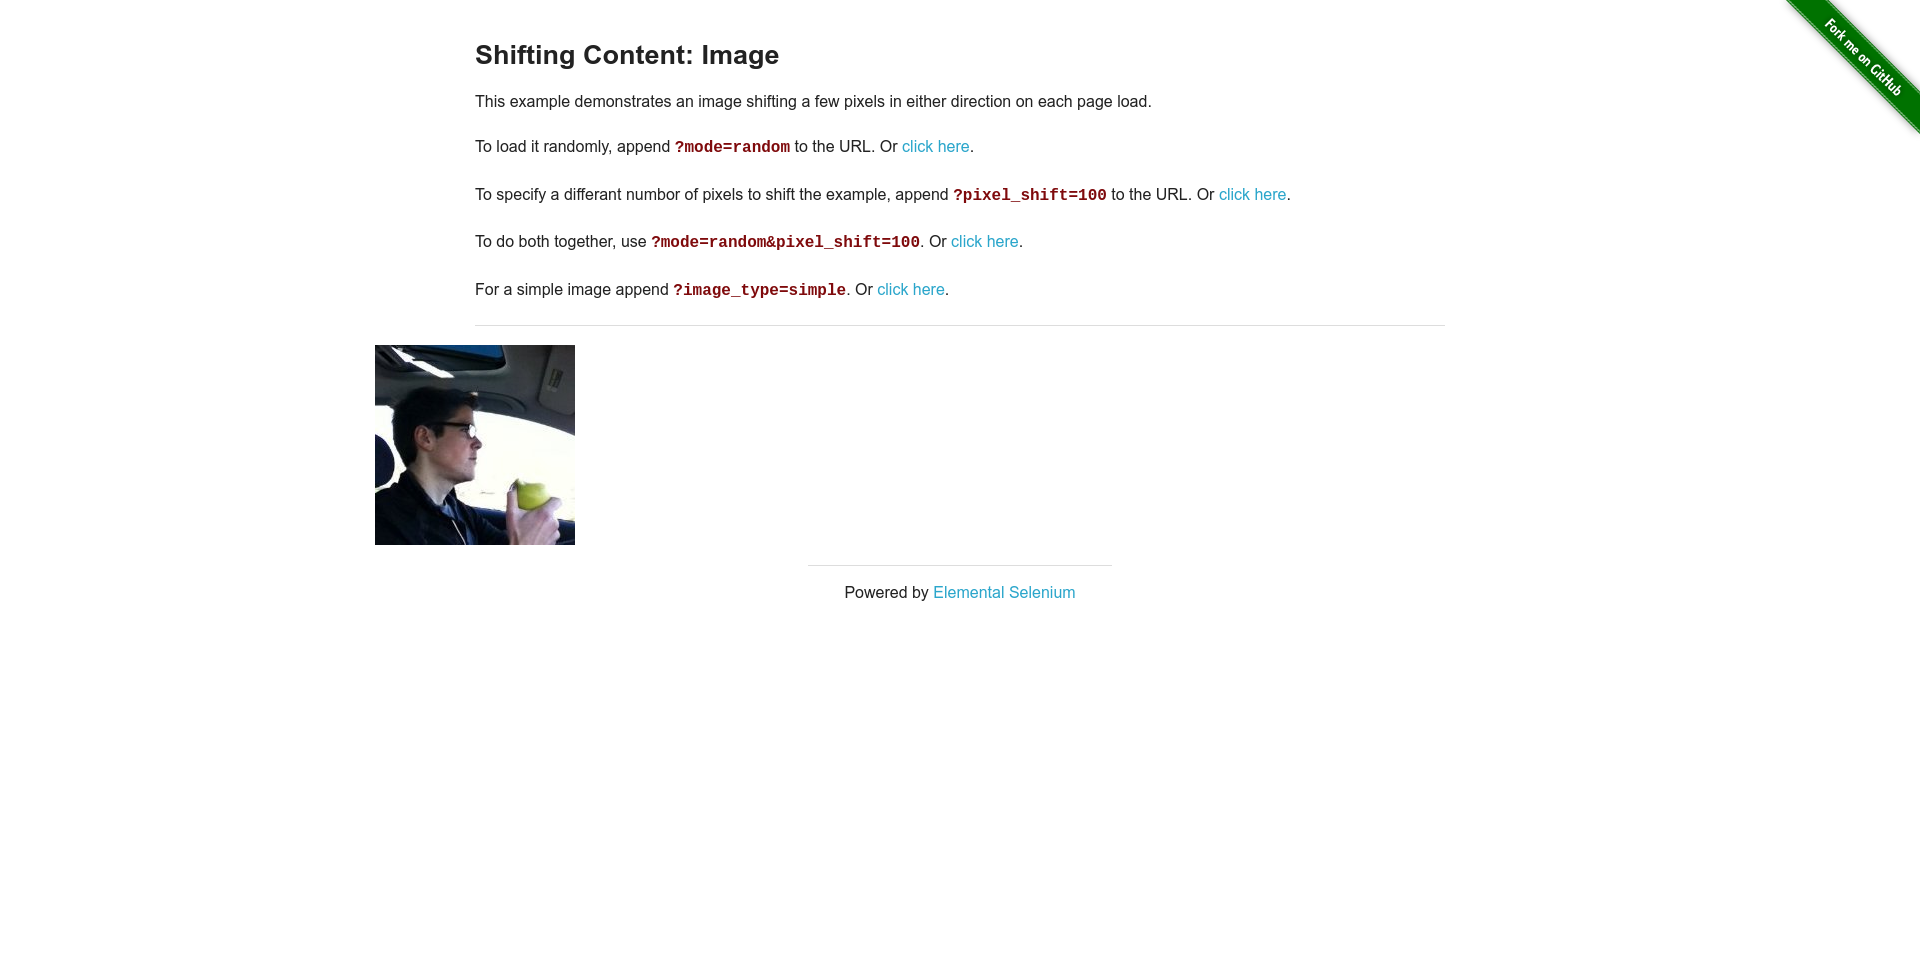 Fork me on GitHub
Shifting Content: Image
This example demonstrates an image shifting a few pixels in either direction on each page load.
To load it randomly, append ?mode=random to the URL. Or click here.
To specify a differant numbor of pixels to shift the example, append ?pixel_shift=100 to the URL. Or click here.
To do both together, use ?mode=random&pixel_shift=100. Or click here.
For a simple image append ?image_type=simple. Or click here.
Powered by Elemental Selenium